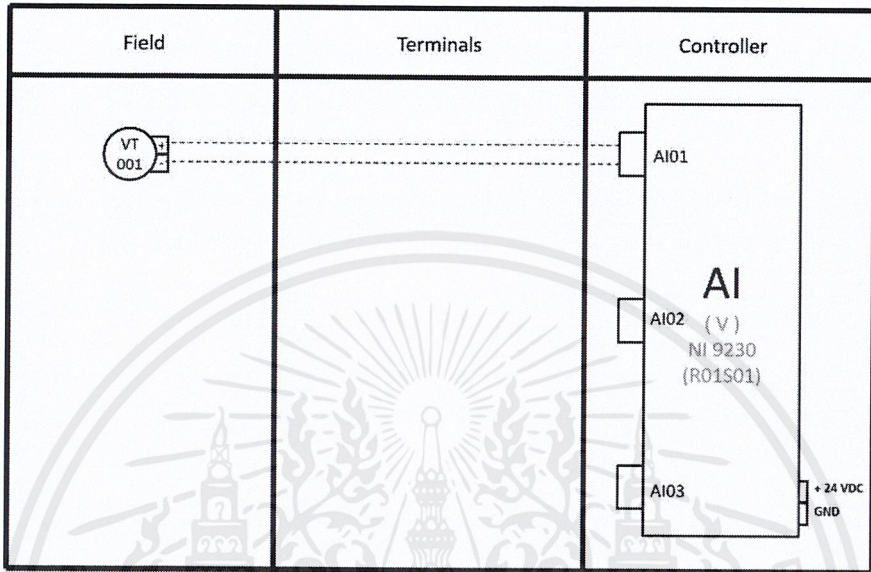 Field
Terminals
Controller
VT
001
+
-
AI01
AI02
AI03
AI
( V )
NI 9230
(R01S01)
+ 24 VDC
GND